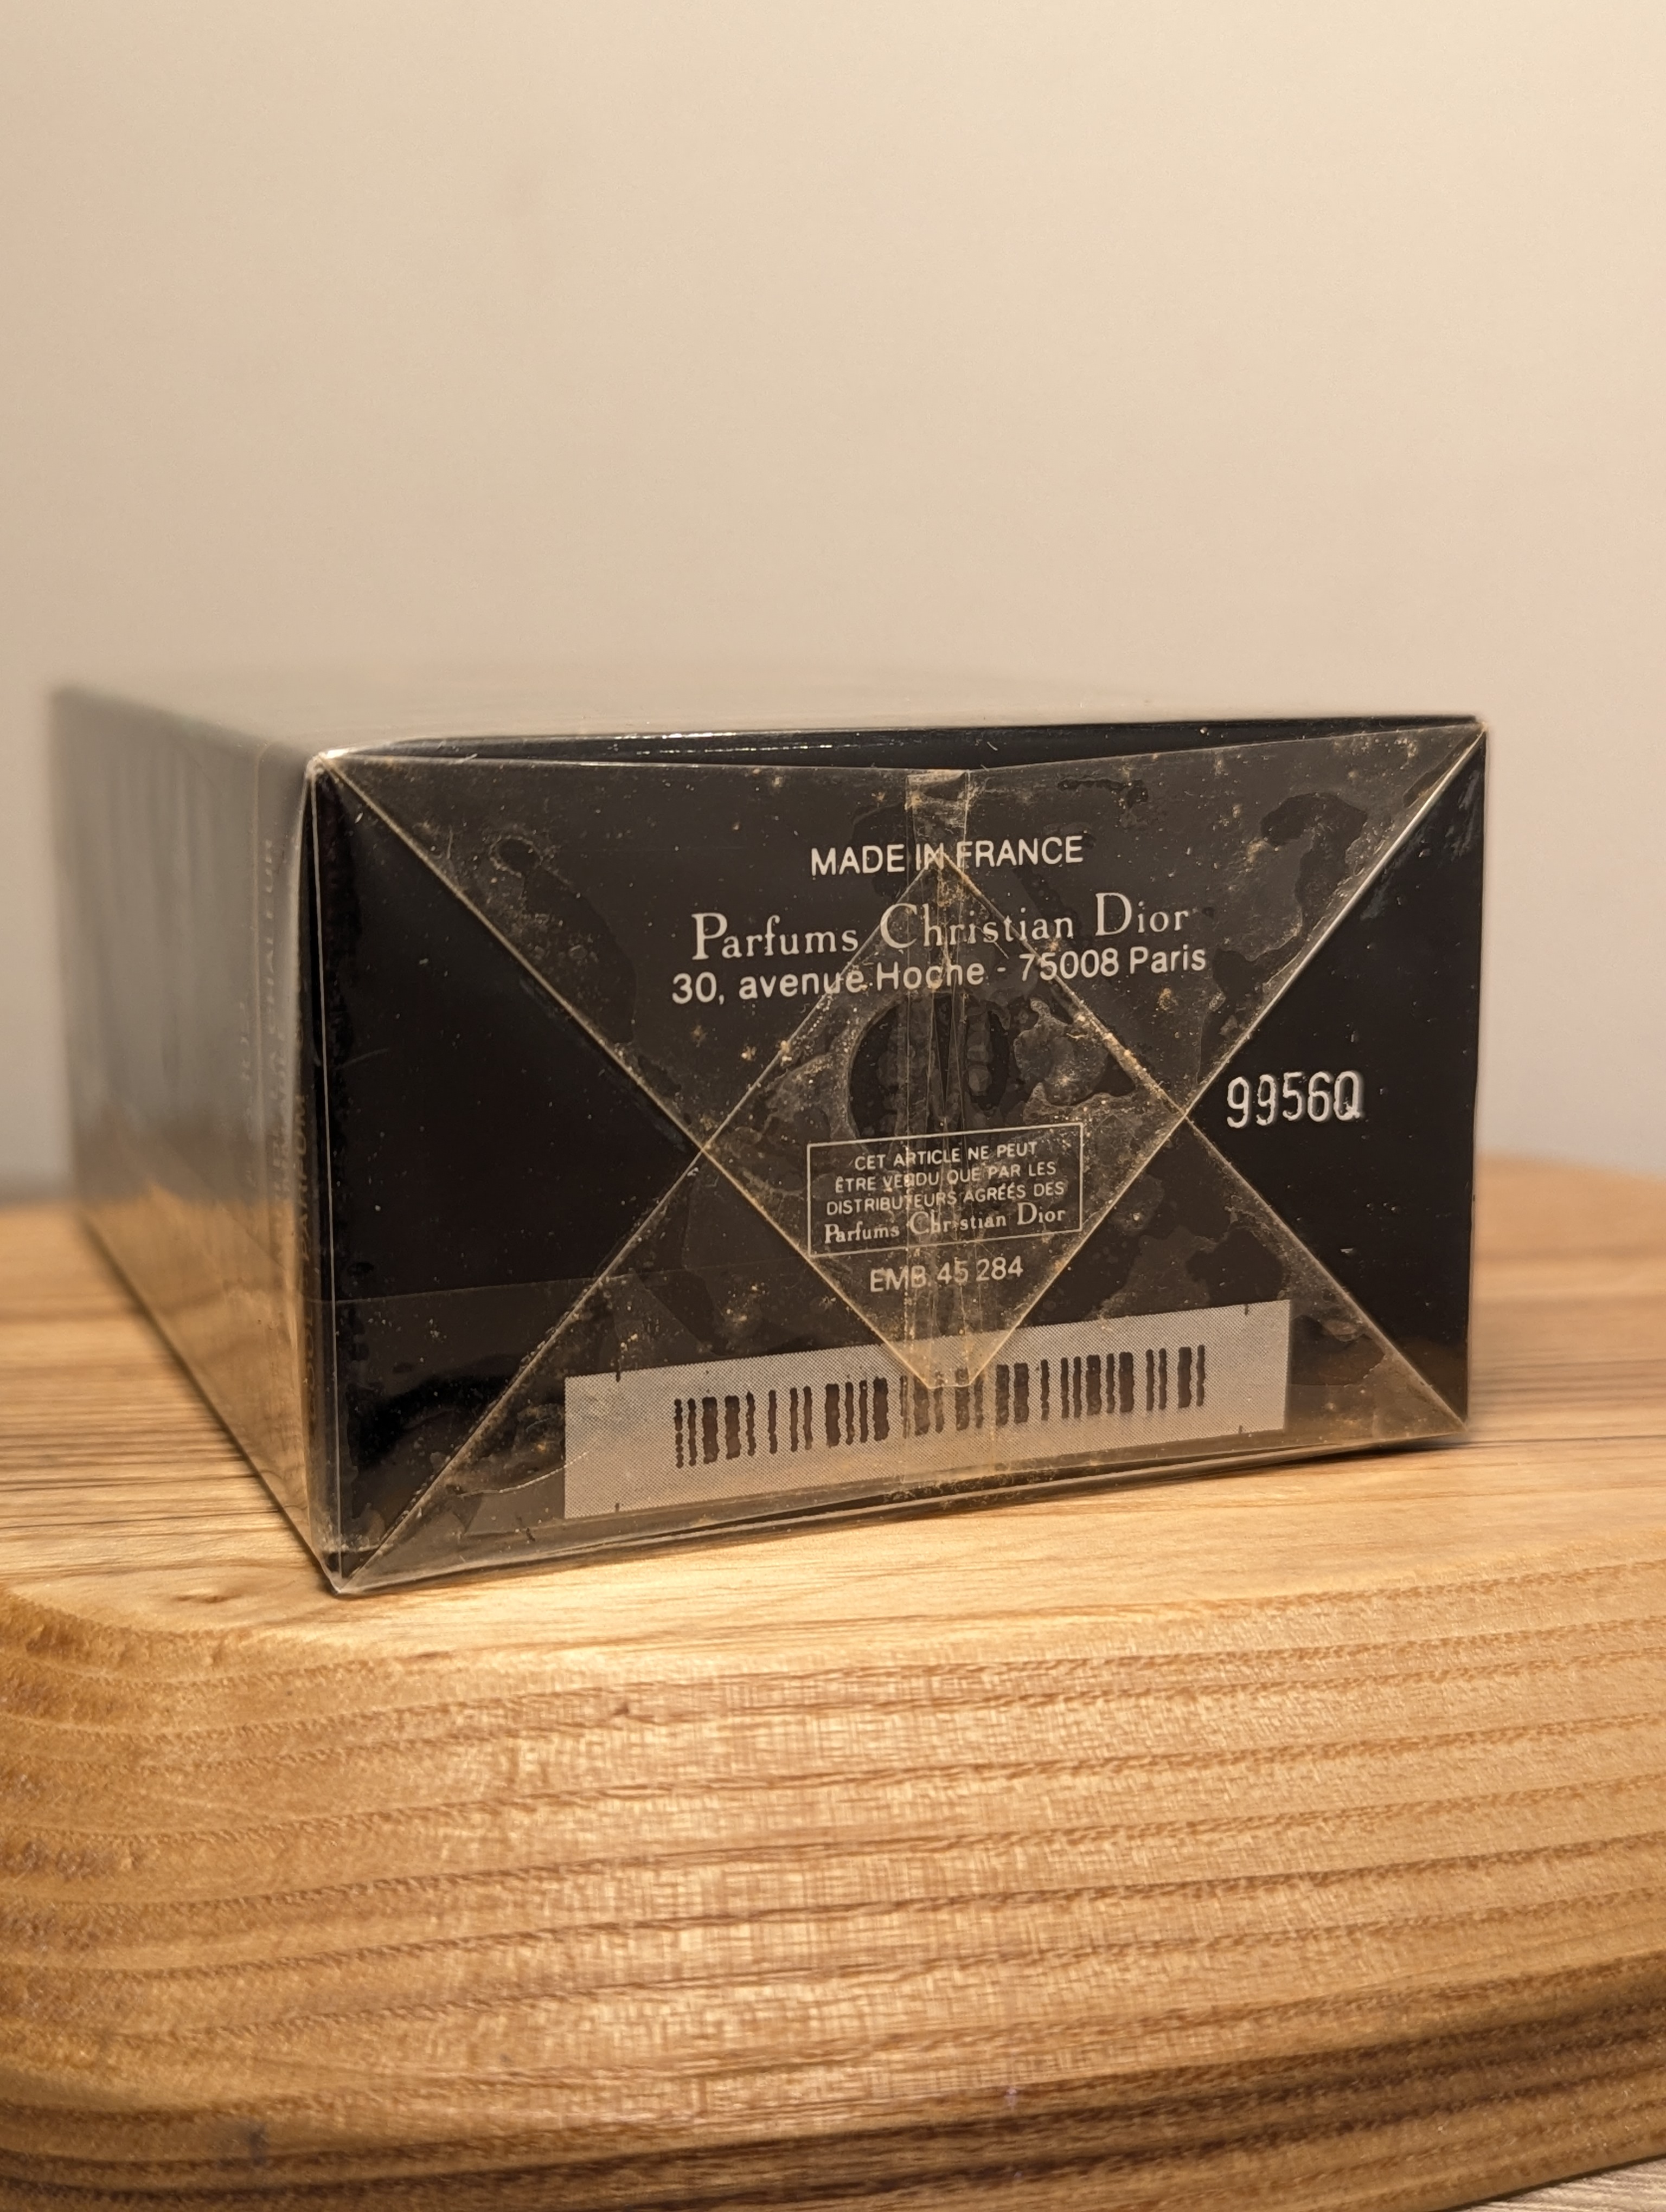 MADE IN FRANCE
Parfums Christian Dior
30, avenue Hoche - 75008 Paris
9956Q
CET ARTICLE NE PEUT
ÊTRE VENDU QUE PAR LES
DISTRIBUTEURS AGRÉÉS DES
Parfums Christian Dior
EMB. 45 284